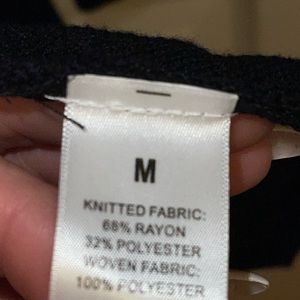 M
KNITTED FABRIC:
68% RAYON
32% POLYESTER
WOVEN FABRIC:
100% POLYESTER